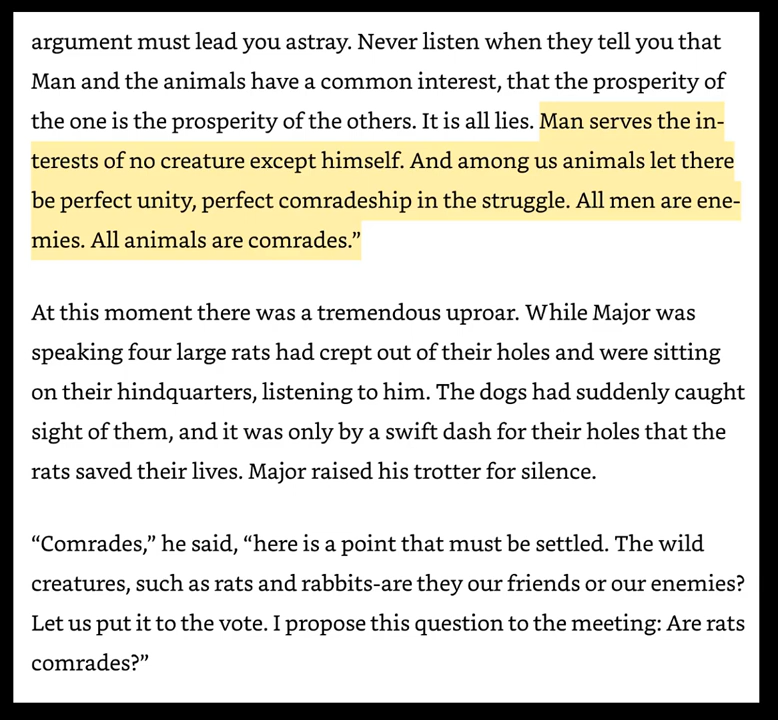 argument must lead you astray. Never listen when they tell you that
Man and the animals have a common interest, that the prosperity of
the one is the prosperity of the others. It is all lies. Man serves the in-
terests of no creature except himself. And among us animals let there
be perfect unity, perfect comradeship in the struggle. All men are ene-
mies. All animals are comrades.”
At this moment there was a tremendous uproar. While Major was
speaking four large rats had crept out of their holes and were sitting
on their hindquarters, listening to him. The dogs had suddenly caught
sight of them, and it was only by a swift dash for their holes that the
rats saved their lives. Major raised his trotter for silence.
“Comrades,” he said, “here is a point that must be settled. The wild
creatures, such as rats and rabbits-are they our friends or our enemies?
Let us put it to the vote. I propose this question to the meeting: Are rats
comrades?”